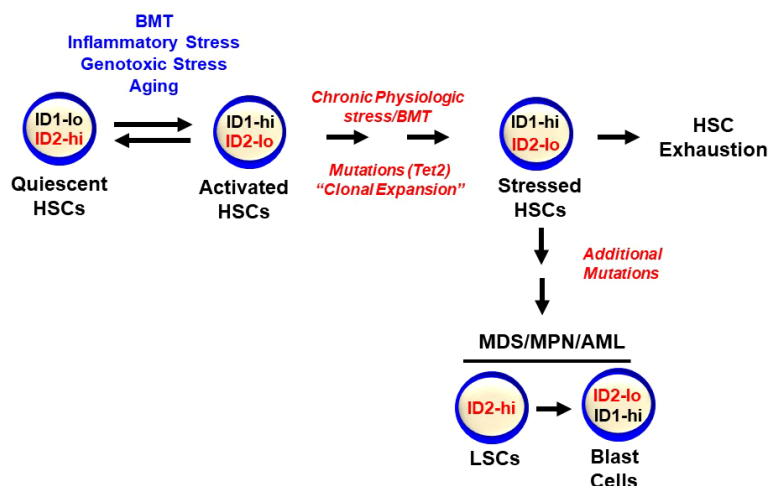 BMT
Inflammatory Stress
Genotoxic Stress
Aging
ID1-lo
ID2-hi
Quiescent
HSCs
ID1-hi
ID2-lo
Activated
HSCs
Chronic Physiologic
stress/BMT
Mutations (Tet2)
“Clonal Expansion”
ID1-hi
ID2-lo
Stressed
HSCs
HSC
Exhaustion
Additional
Mutations
MDS/MPN/AML
ID2-hi
LSCs
ID2-lo
ID1-hi
Blast
Cells